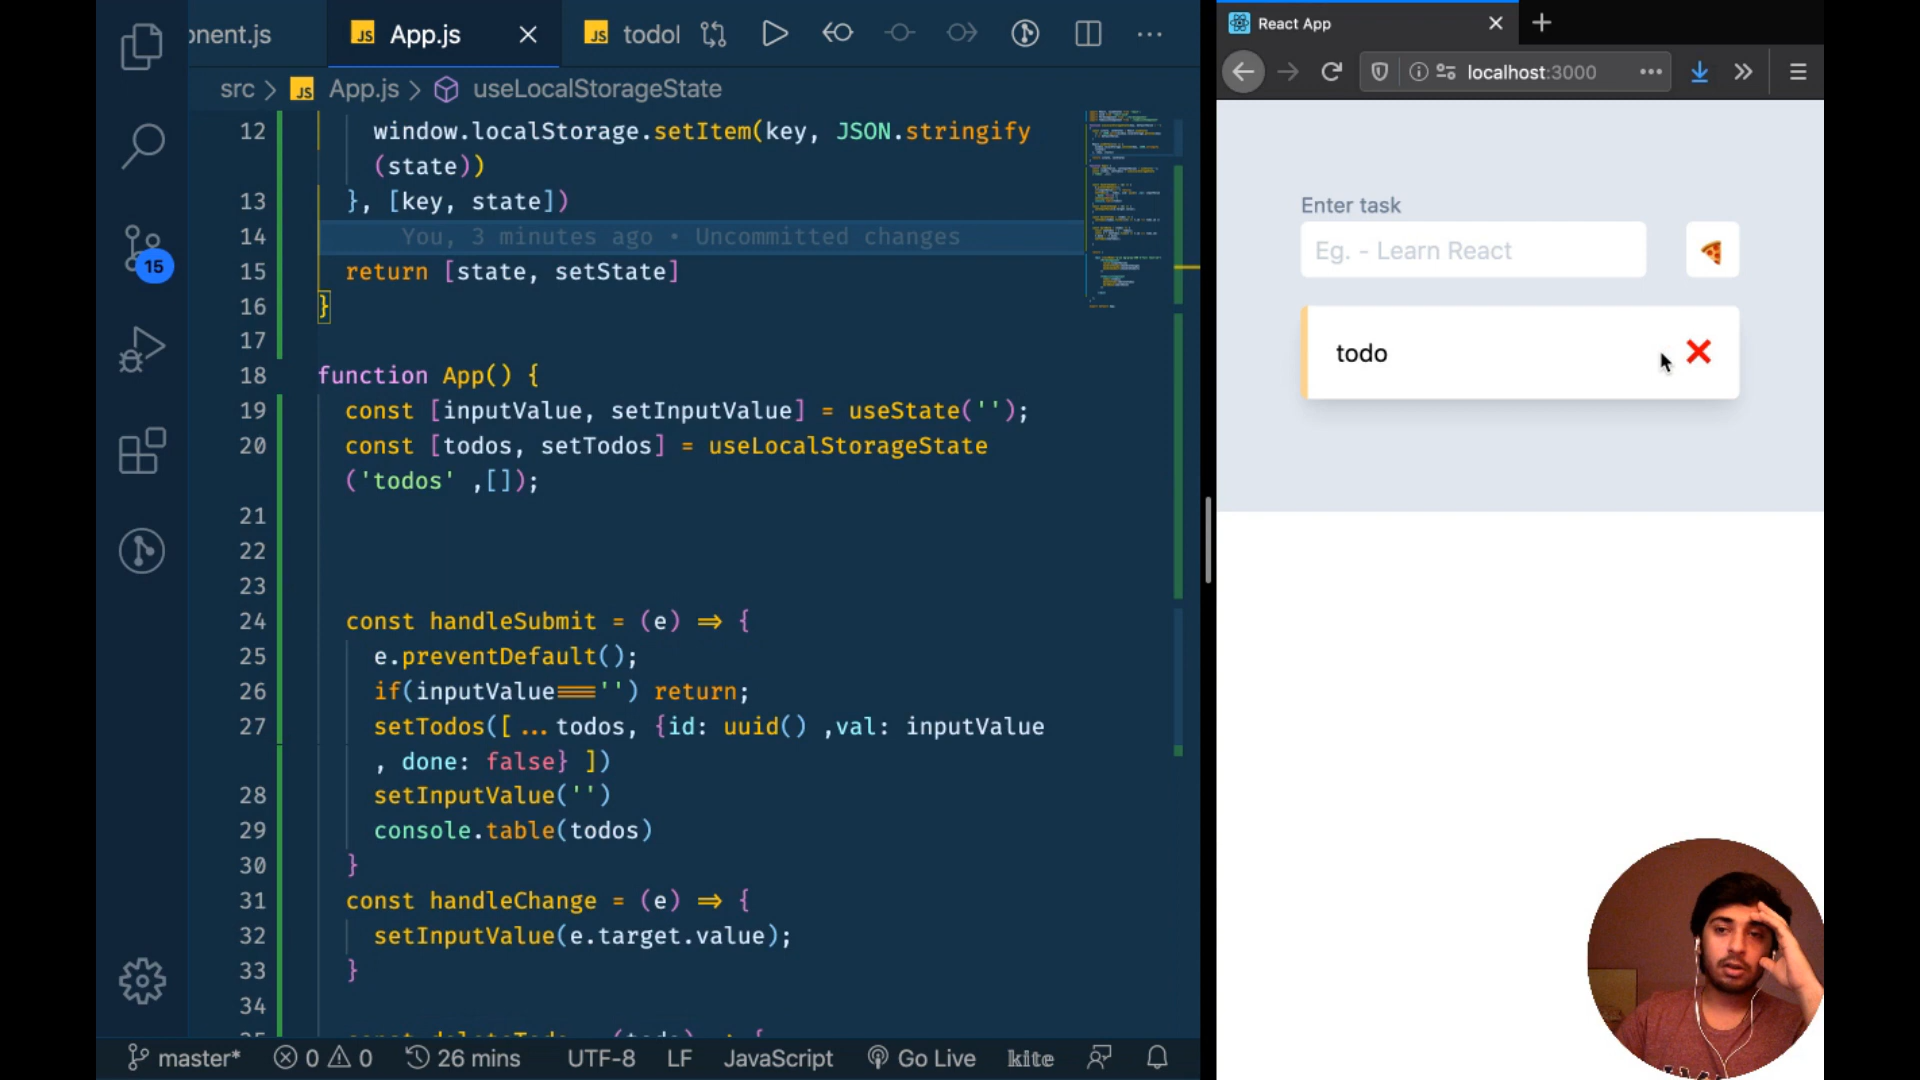 onent.js
JS App.js
JS todol
src > JS App.js > useLocalStorageState
12 window.localStorage.setItem(key, JSON.stringify
(state))
13 }, [key, state])
14 You, 3 minutes ago • Uncommitted changes
15 return [state, setState]
16 }
17
18 function App() {
19 const [inputValue, setInputValue] = useState('');
20 const [todos, setTodos] = useLocalStorageState
('todos' ,[]);
21
22
23
24 const handleSubmit = (e) => {
25 e.preventDefault();
26 if(inputValue==='') return;
27 setTodos([ ...todos, {id: uuid() ,val: inputValue
, done: false} ])
28 setInputValue('')
29 console.table(todos)
30 }
31 const handleChange = (e) => {
32 setInputValue(e.target.value);
33 }
34
15
master* 0 0 26 mins UTF-8 LF JavaScript Go Live kite
React App
localhost:3000
Enter task
Eg. - Learn React
todo